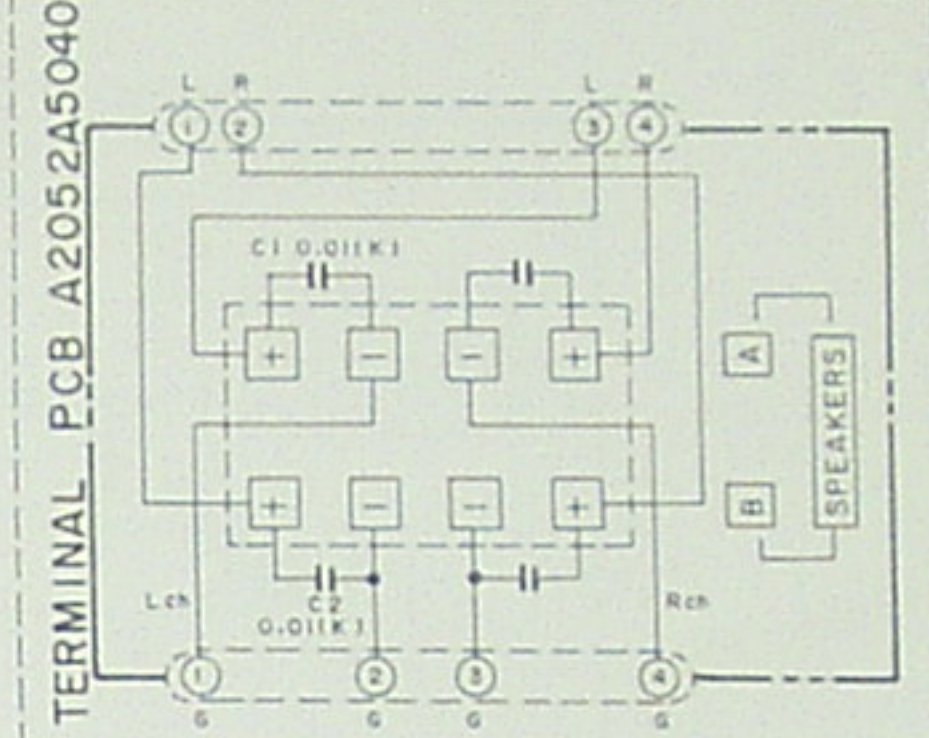 TERMINAL PCB A2052A5040
L R L R
1 2 3 4
C1 0.01(K)
+ − − +
A
SPEAKERS
+ − − +
B
Lch
C2
0.01(K)
Rch
1 2 3 4
G G G G